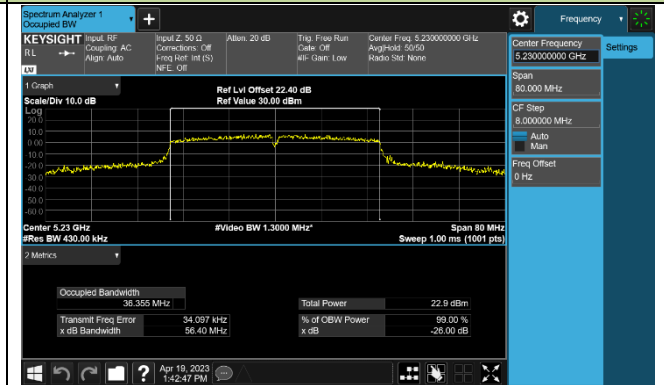 Spectrum Analyzer 1
Occupied BW
Frequency
KEYSIGHT
RL
LXI
Input: RF
Coupling: AC
Align: Auto
Input Z: 50 Ω
Corrections: Off
Freq Ref: Int (S)
NFE: Off
Atten: 20 dB
Trig: Free Run
Gate: Off
#IF Gain: Low
Center Freq: 5.230000000 GHz
Avg|Hold: 50/50
Radio Std: None
Center Frequency
5.230000000 GHz
Settings
Span
80.000 MHz
CF Step
8.000000 MHz
Auto
Man
Freq Offset
0 Hz
1 Graph
Scale/Div 10.0 dB
Ref Lvl Offset 22.40 dB
Ref Value 30.00 dBm
Log
20.0
10.0
0.00
-10.0
-20.0
-30.0
-40.0
-50.0
-60.0
Center 5.23 GHz
#Res BW 430.00 kHz
#Video BW 1.3000 MHz*
Span 80 MHz
Sweep 1.00 ms (1001 pts)
2 Metrics
Occupied Bandwidth
36.355 MHz
Total Power
22.9 dBm
Transmit Freq Error
34.097 kHz
% of OBW Power
99.00 %
x dB Bandwidth
56.40 MHz
x dB
-26.00 dB
?
Apr 19, 2023
1:42:47 PM